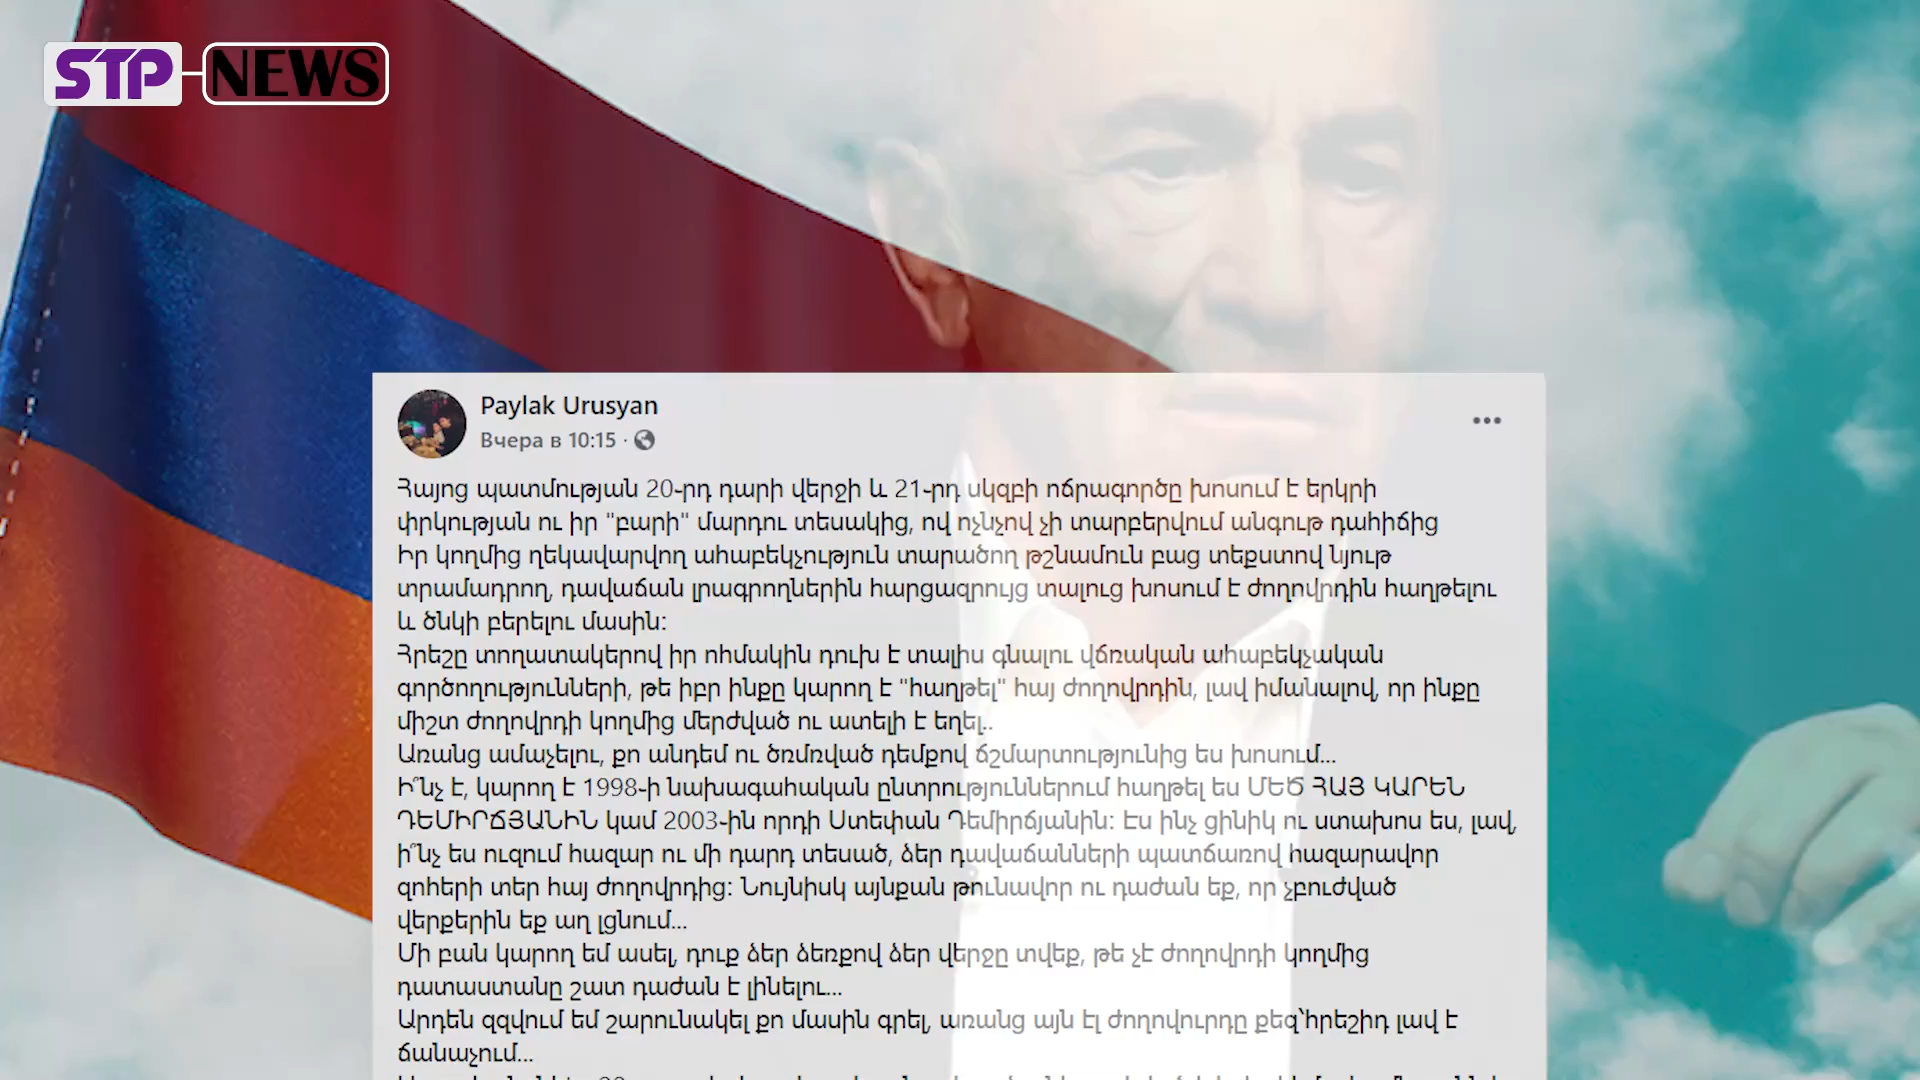 STP NEWS
Paylak Urusyan
Вчера в 10:15 ·
Հայոց պատմության 20-րդ դարի վերջի և 21-րդ սկզբի ոճրագործը խոսում է երկրի
փրկության ու իր "բարի" մարդու տեսակից, ով ոչնչով չի տարբերվում անգութ դահիճից
Իր կողմից ղեկավարվող ահաբեկչություն տարածող թշնամուն բաց տեքստով նյութ
տրամադրող, դավաճան լրագրողներին հարցազրույց տալուց խոսում է ժողովրդին հաղթելու
և ծնկի բերելու մասին:
Հրեշը տողատակերով իր ոհմակին դուխ է տալիս գնալու վճռական ահաբեկչական
գործողությունների, թե իբր ինքը կարող է "հաղթել" հայ ժողովրդին, լավ իմանալով, որ ինքը
միշտ ժողովրդի կողմից մերժված ու ատելի է եղել..
Առանց ամաչելու, քո անդեմ ու ծռմռված դեմքով ճշմարտությունից ես խոսում...
Ի՞նչ է, կարող է 1998-ի նախագահական ընտրություններում հաղթել ես ՄԵԾ ՀԱՅ ԿԱՐԵՆ
ԴԵՄԻՐՃՅԱՆԻՆ կամ 2003-ին որդի Ստեփան Դեմիրճյանին: Էս ինչ ցինիկ ու ստախոս ես, լավ,
ի՞նչ ես ուզում հազար ու մի դարդ տեսած, ձեր դավաճանների պատճառով հազարավոր
զոհերի տեր հայ ժողովրդից: Նույնիսկ այնքան թունավոր ու դաժան եք, որ չբուժված
վերքերին եք աղ լցնում...
Մի բան կարող եմ ասել, դուք ձեր ձեռքով ձեր վերջը տվեք, թե չէ ժողովրդի կողմից
դատաստանը շատ դաժան է լինելու...
Արդեն զզվում եմ շարունակել քո մասին գրել, առանց այն էլ ժողովուրդը քեզ՝հրեշիդ լավ է
ճանաչում...